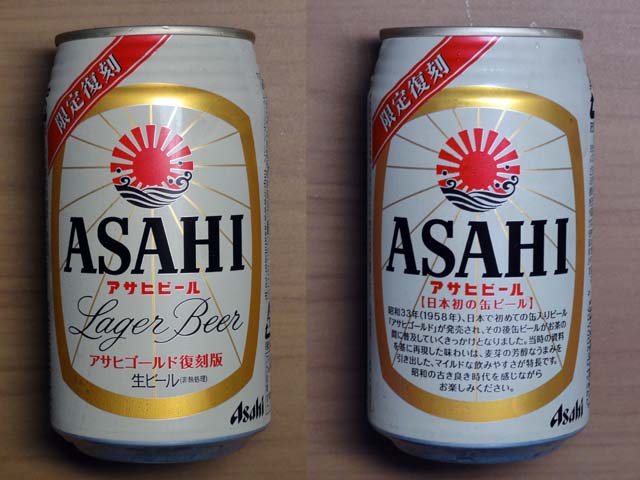 限定復刻
ASAHI
アサヒビール
Lager Beer
アサヒゴールド復刻版
生ビール(非熱処理)
Asahi
限定復刻
ASAHI
アサヒビール
【日本初の缶ビール】
昭和33年(1958年)、日本で初めての缶入りビール
「アサヒゴールド」が発売され、その後缶ビールがお茶の
間に普及していくきっかけとなりました。当時の資料
を基に再現した味わいは、麦芽の芳醇なうまみを
引き出した、マイルドな飲みやすさが特長です。
昭和の古き良き時代を感じながら
お楽しみください。
Asahi